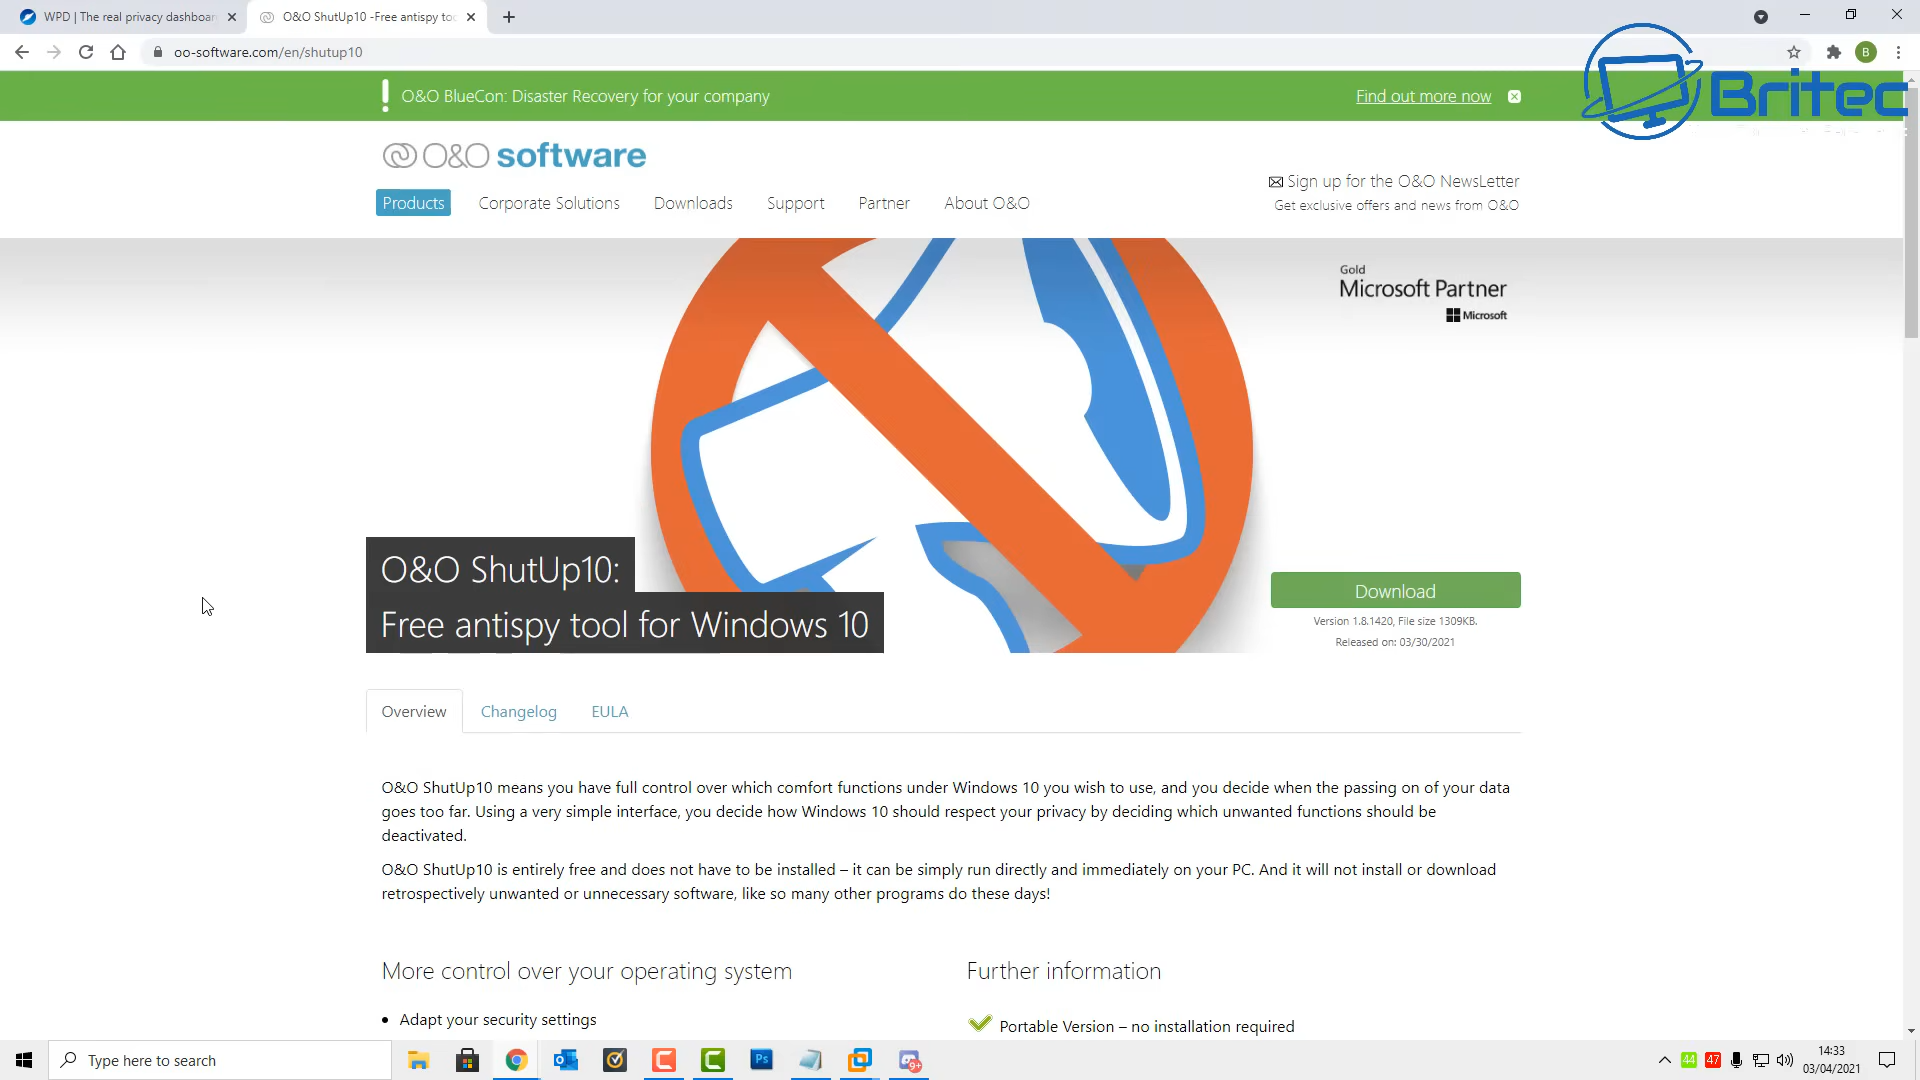 WPD | The real privacy dashboar
O&O ShutUp10 -Free antispy too
oo-software.com/en/shutup10
B
Britec
O&O BlueCon: Disaster Recovery for your company
Find out more now
O&O software
Sign up for the O&O NewsLetter
Get exclusive offers and news from O&O
Products
Corporate Solutions
Downloads
Support
Partner
About O&O
Gold
Microsoft Partner
Microsoft
O&O ShutUp10:
Free antispy tool for Windows 10
Download
Version 1.8.1420, File size 1309KB.
Released on: 03/30/2021
Overview
Changelog
EULA
O&O ShutUp10 means you have full control over which comfort functions under Windows 10 you wish to use, and you decide when the passing on of your data
goes too far. Using a very simple interface, you decide how Windows 10 should respect your privacy by deciding which unwanted functions should be
deactivated.
O&O ShutUp10 is entirely free and does not have to be installed – it can be simply run directly and immediately on your PC. And it will not install or download
retrospectively unwanted or unnecessary software, like so many other programs do these days!
More control over your operating system
Further information
• Adapt your security settings
Portable Version – no installation required
Type here to search
Ps
9+
44
47
14:33
03/04/2021